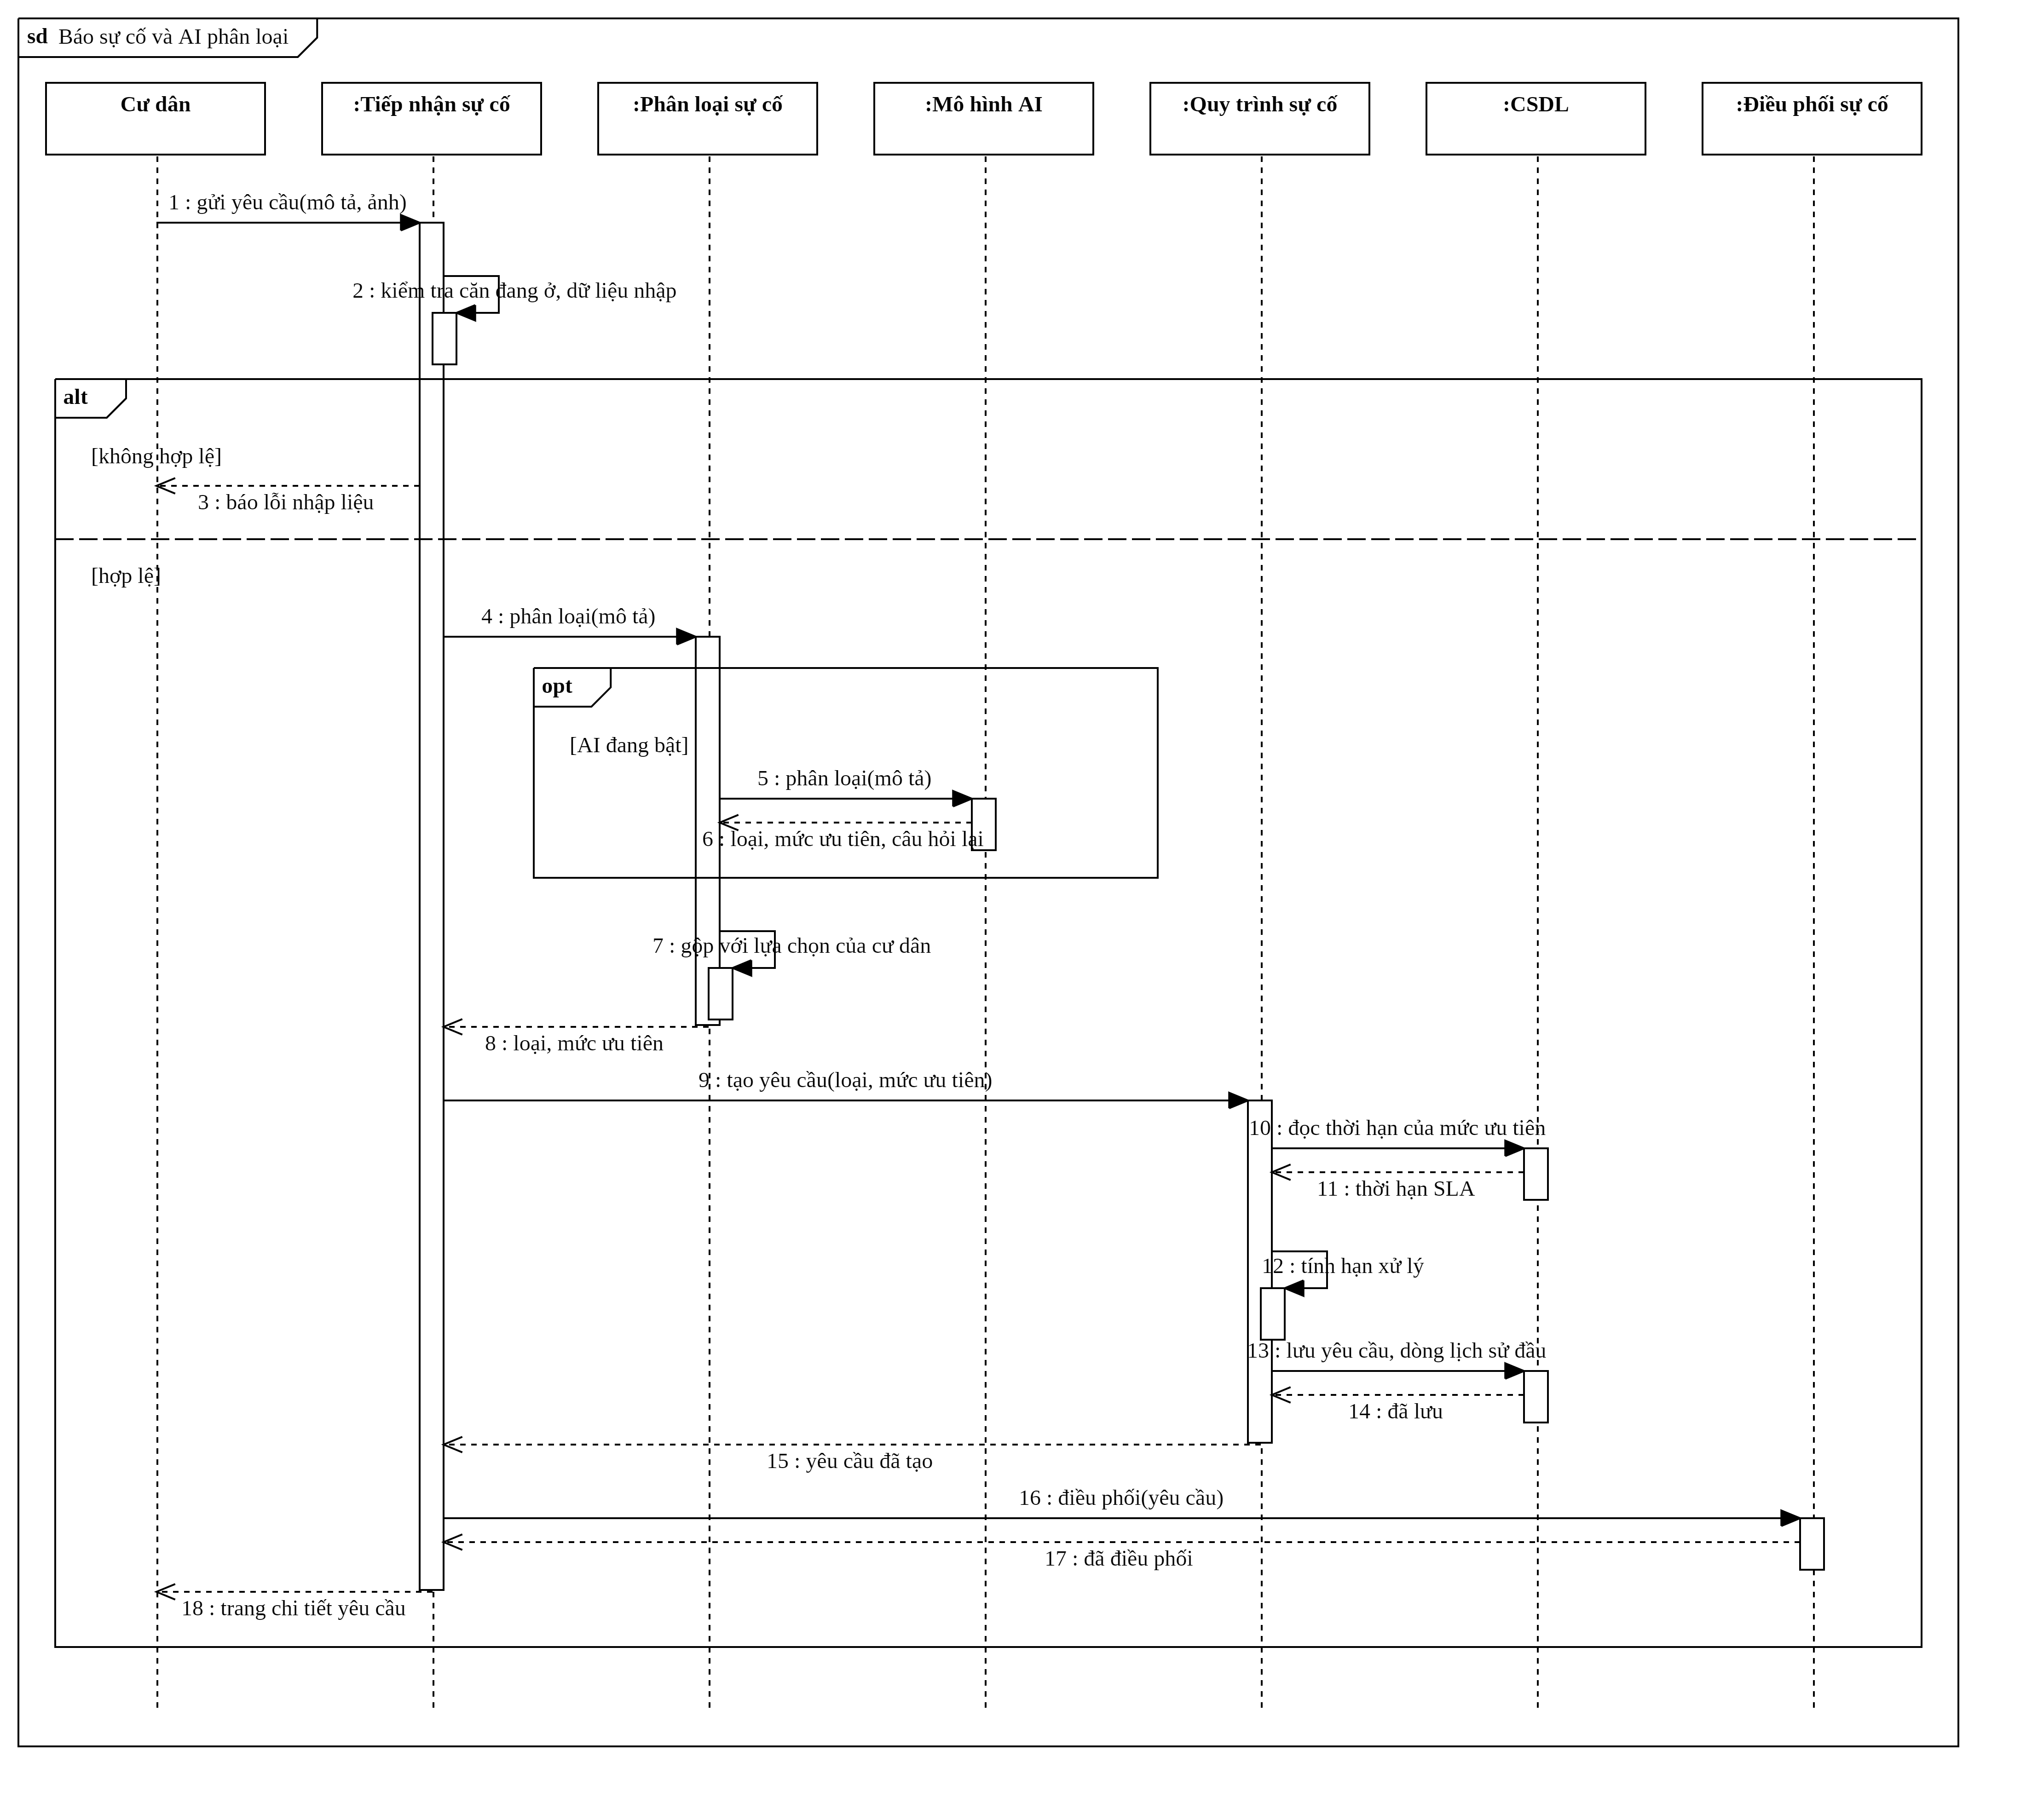 sd Báo sự cố và AI phân loại
Cư dân
:Tiếp nhận sự cố
:Phân loại sự cố
:Mô hình AI
:Quy trình sự cố
:CSDL
:Điều phối sự cố
1 : gửi yêu cầu(mô tả, ảnh)
2 : kiểm tra căn đang ở, dữ liệu nhập
alt
[không hợp lệ]
3 : báo lỗi nhập liệu
[hợp lệ]
4 : phân loại(mô tả)
opt
[AI đang bật]
5 : phân loại(mô tả)
6 : loại, mức ưu tiên, câu hỏi lại
7 : gộp với lựa chọn của cư dân
8 : loại, mức ưu tiên
9 : tạo yêu cầu(loại, mức ưu tiên)
10 : đọc thời hạn của mức ưu tiên
11 : thời hạn SLA
12 : tính hạn xử lý
13 : lưu yêu cầu, dòng lịch sử đầu
14 : đã lưu
15 : yêu cầu đã tạo
16 : điều phối(yêu cầu)
17 : đã điều phối
18 : trang chi tiết yêu cầu